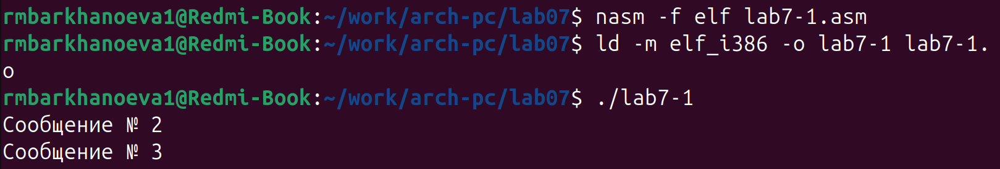 rmbarkhanoeva1@Redmi-Book:~/work/arch-pc/lab07$ nasm -f elf lab7-1.asm
rmbarkhanoeva1@Redmi-Book:~/work/arch-pc/lab07$ ld -m elf_i386 -o lab7-1 lab7-1.
o
rmbarkhanoeva1@Redmi-Book:~/work/arch-pc/lab07$ ./lab7-1
Сообщение № 2
Сообщение № 3